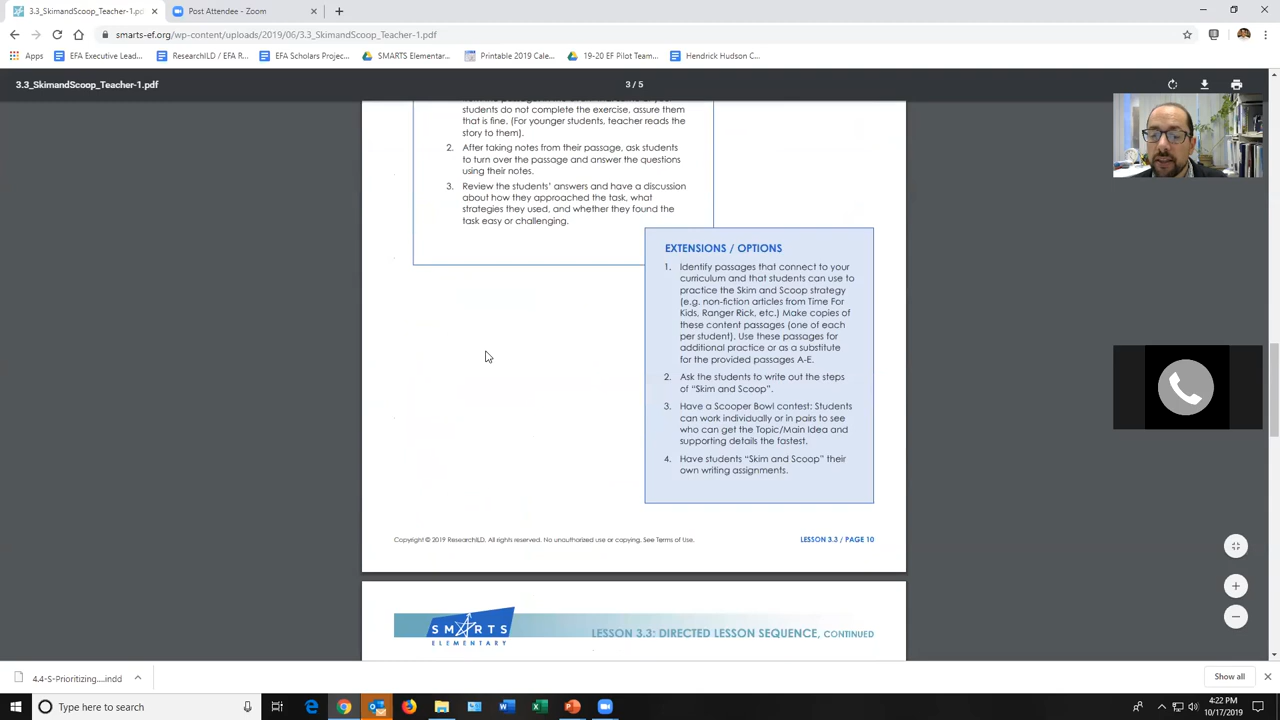 3.3_SkimandScoop_Teacher-1.pdf
Post Attendee - Zoom
smarts-ef.org/wp-content/uploads/2019/06/3.3_SkimandScoop_Teacher-1.pdf
Apps
EFA Executive Lead...
ResearchILD / EFA R...
EFA Scholars Projec...
SMARTS Elementar...
Printable 2019 Cale...
19-20 EF Pilot Team...
Hendrick Hudson C...
3.3_SkimandScoop_Teacher-1.pdf
3 / 5
students do not complete the exercise, assure them
that is fine. (For younger students, teacher reads the
story to them).
2. After taking notes from their passage, ask students
to turn over the passage and answer the questions
using their notes.
3. Review the students' answers and have a discussion
about how they approached the task, what
strategies they used, and whether they found the
task easy or challenging.
EXTENSIONS / OPTIONS
1. Identify passages that connect to your
curriculum and that students can use to
practice the Skim and Scoop strategy
(e.g. non-fiction articles from Time For
Kids, Ranger Rick, etc.) Make copies of
these content passages (one of each
per student). Use these passages for
additional practice or as a substitute
for the provided passages A-E.
2. Ask the students to write out the steps
of "Skim and Scoop".
3. Have a Scooper Bowl contest: Students
can work individually or in pairs to see
who can get the Topic/Main Idea and
supporting details the fastest.
4. Have students "Skim and Scoop" their
own writing assignments.
Copyright © 2019 ResearchILD. All rights reserved. No unauthorized use or copying. See Terms of Use.
LESSON 3.3 / PAGE 10
SMARTS
ELEMENTARY
LESSON 3.3: DIRECTED LESSON SEQUENCE, CONTINUED
4.4-S-Prioritizing....indd
Show all
Type here to search
4:22 PM
10/17/2019